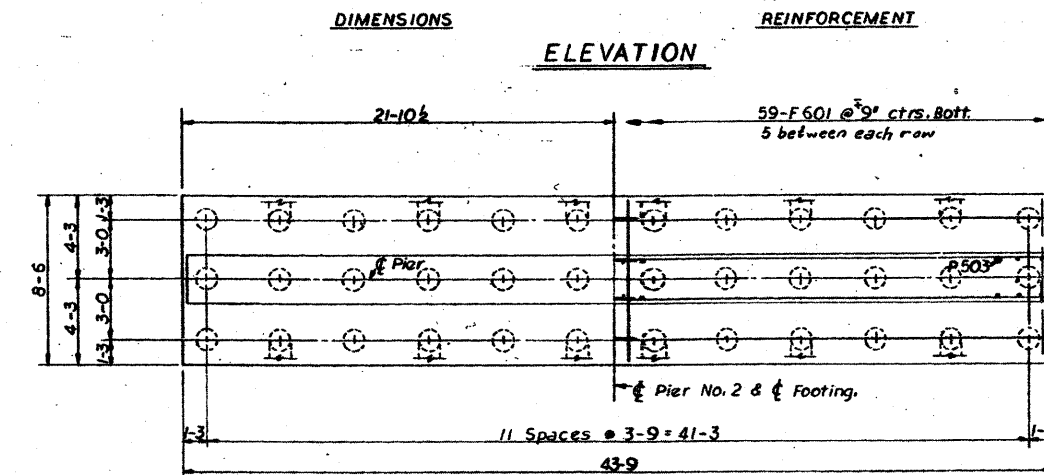 DIMENSIONS
REINFORCEMENT
ELEVATION
21-10½
59-F601 @ ±9" ctrs. Bott.
5 between each row
8-6
4-3
4-3
1-3
3-0
3-0
1-3
℄ Pier
P503
℄ Pier No. 2 & ℄ Footing.
1-3
11 Spaces @ 3-9 = 41-3
1-
43-9